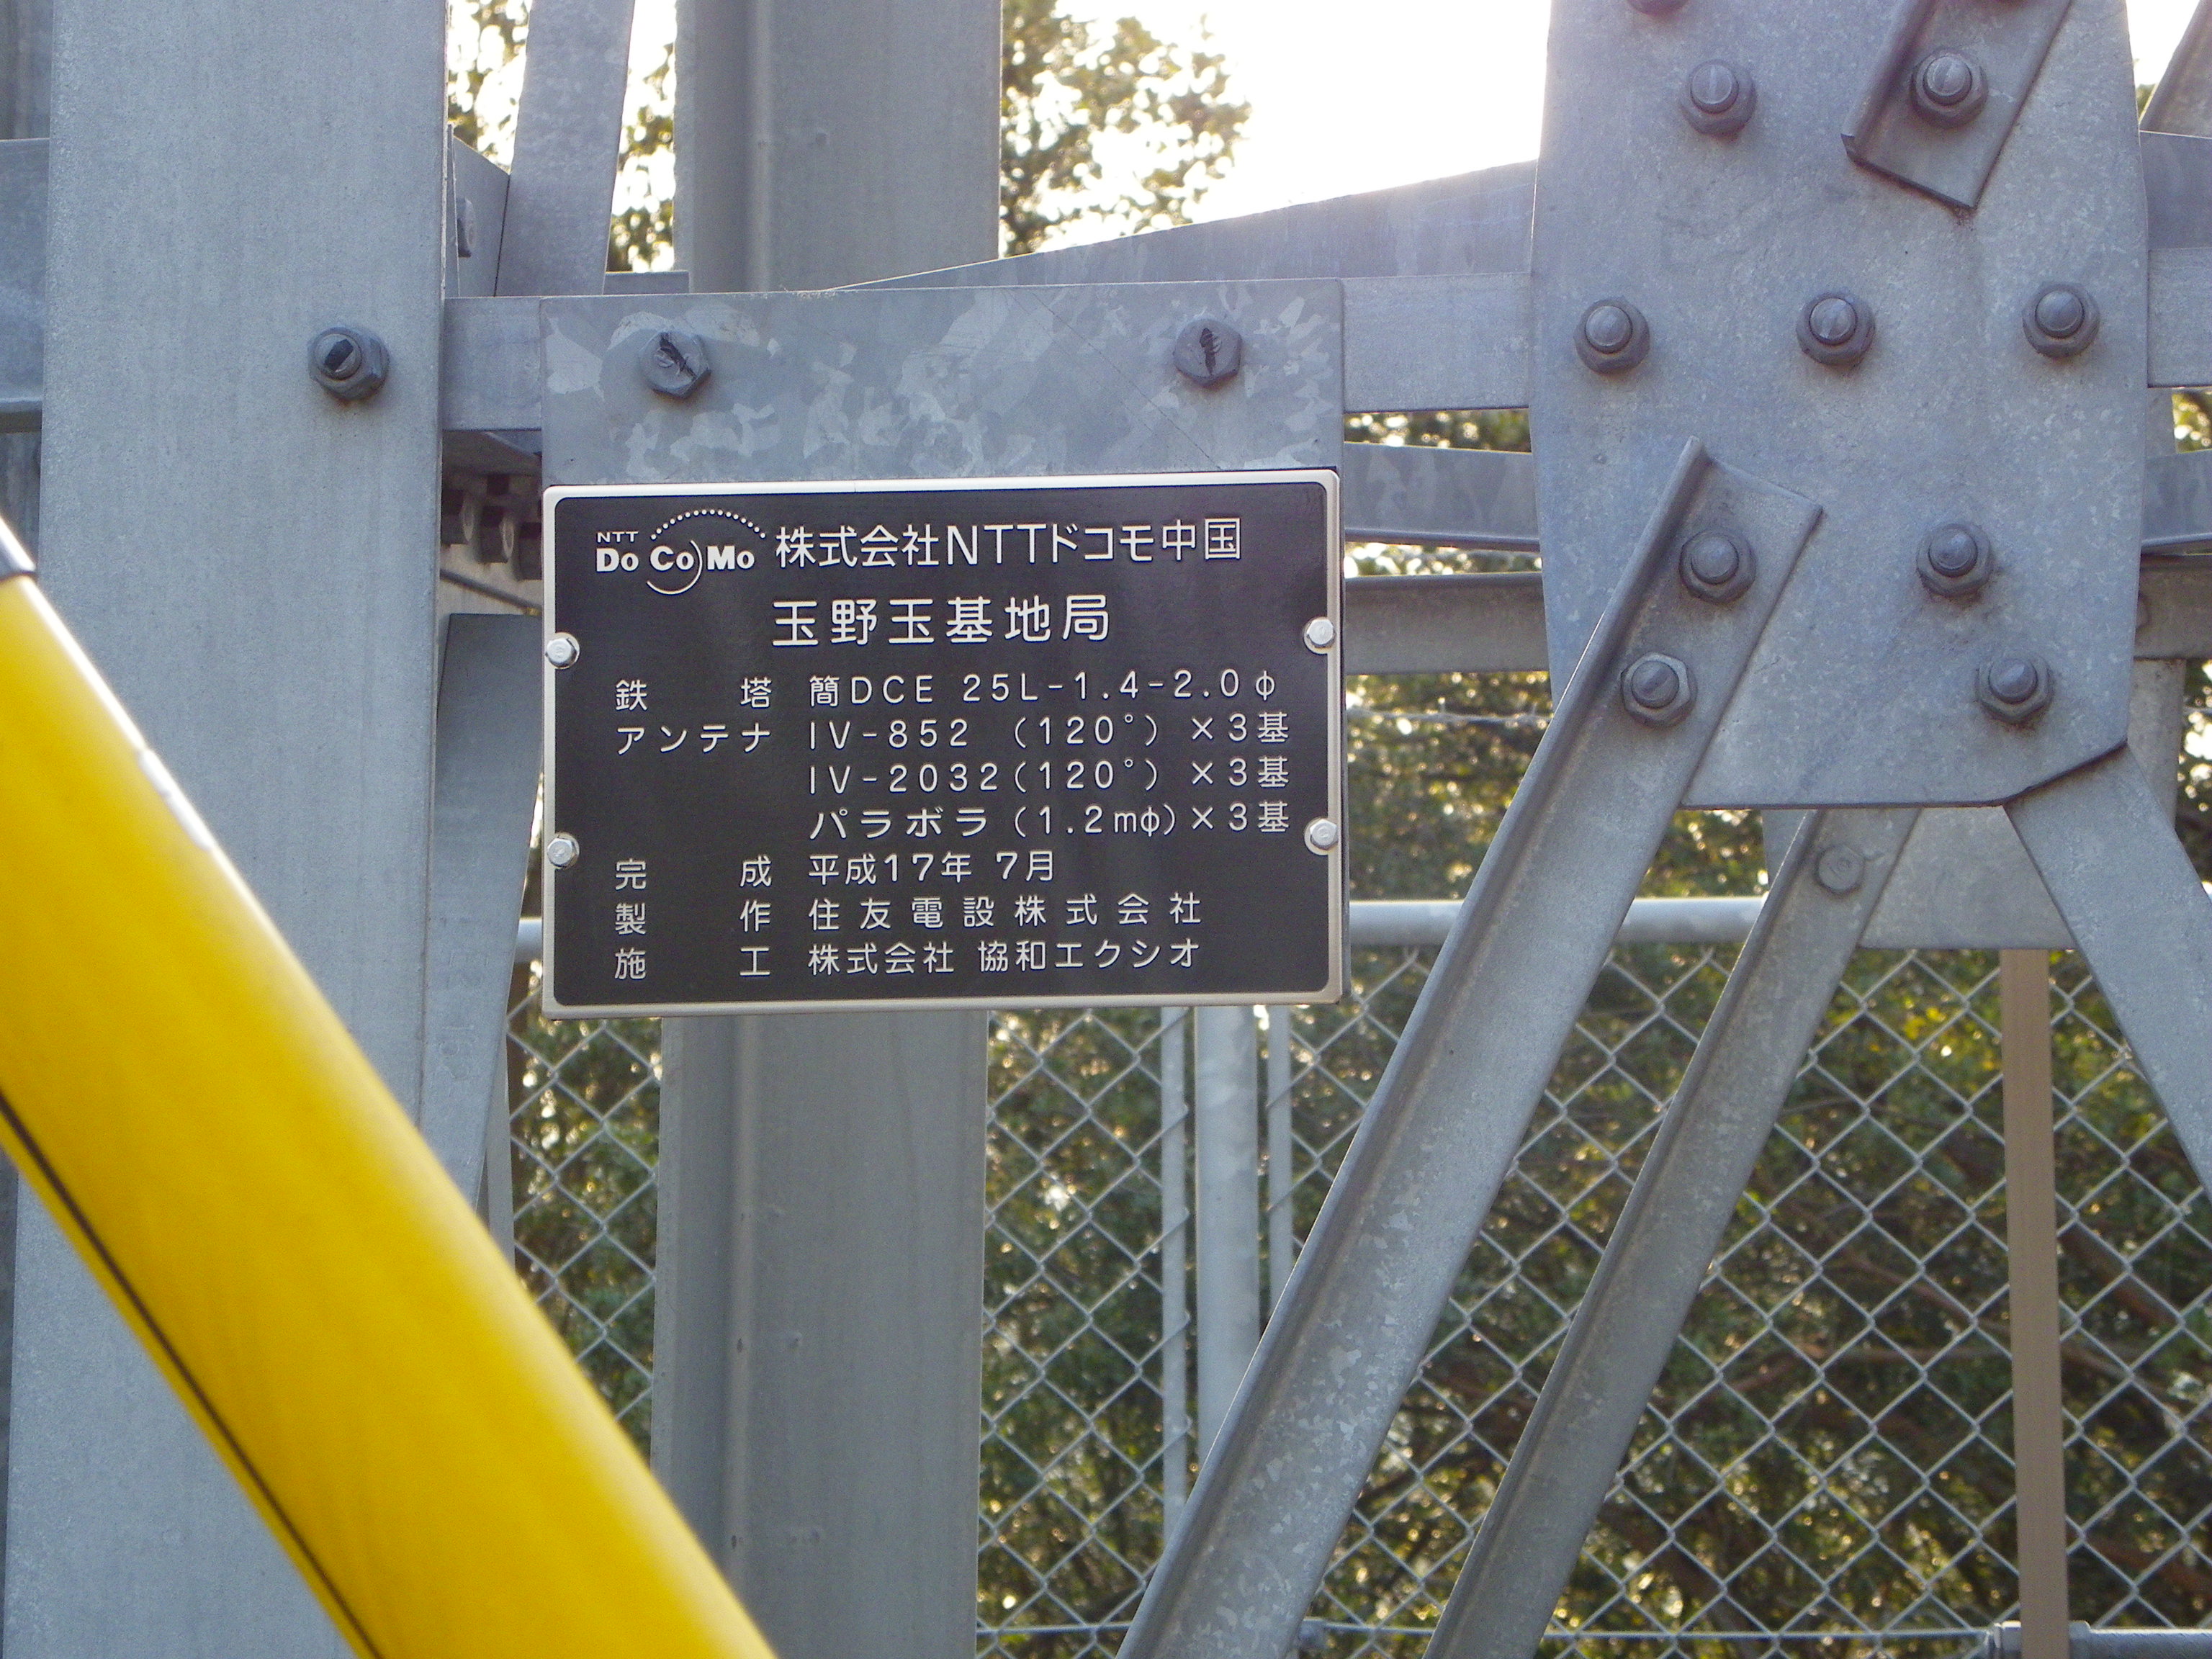 NTT DoCoMo 株式会社NTTドコモ中国
玉野玉基地局
鉄塔 簡DCE 25L-1.4-2.0φ
アンテナ IV-852 (120°) ×3基
IV-2032(120°) ×3基
パラボラ(1.2mφ)×3基
完成 平成17年 7月
製作 住友電設株式会社
施工 株式会社 協和エクシオ